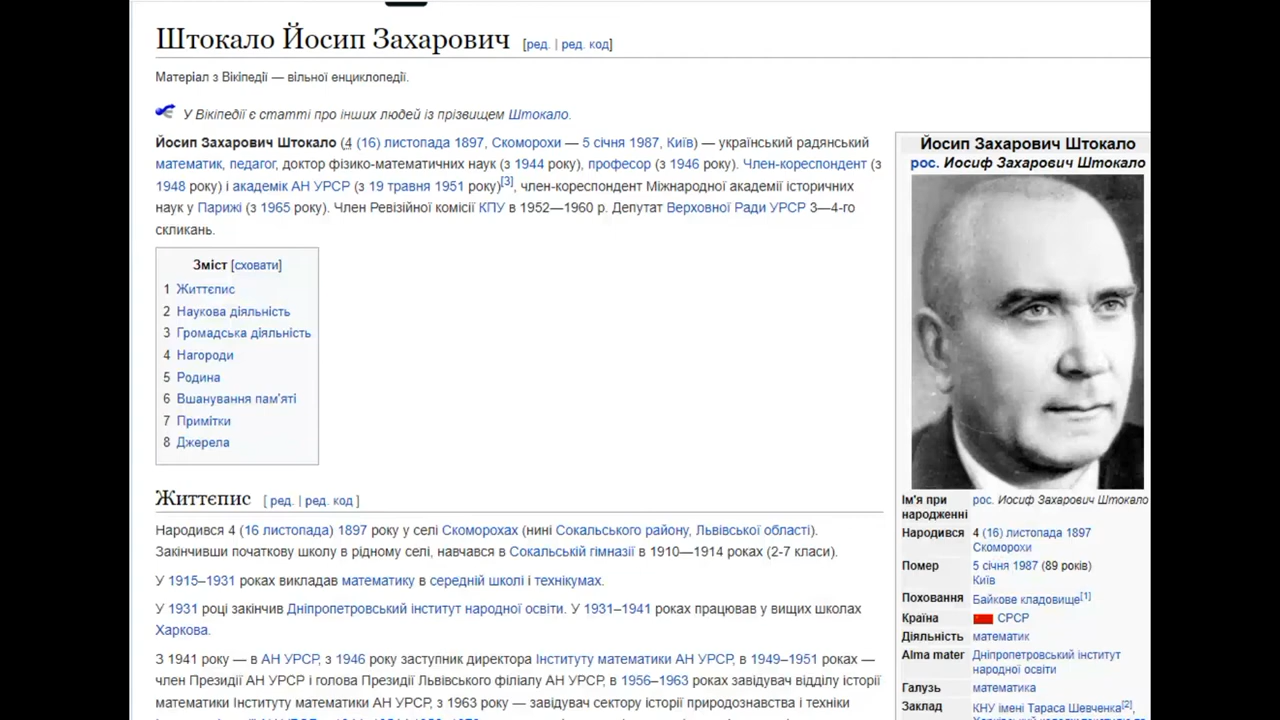 Штокало Йосип Захарович [ред. | ред. код]
Матеріал з Вікіпедії — вільної енциклопедії.
У Вікіпедії є статті про інших людей із прізвищем Штокало.
Йосип Захарович Штокало (4 (16) листопада 1897, Скоморохи — 5 січня 1987, Київ) — український радянський
математик, педагог, доктор фізико-математичних наук (з 1944 року), професор (з 1946 року). Член-кореспондент (з
1948 року) і академік АН УРСР (з 19 травня 1951 року)[3], член-кореспондент Міжнародної академії історичних
наук у Парижі (з 1965 року). Член Ревізійної комісії КПУ в 1952—1960 р. Депутат Верховної Ради УРСР 3—4-го
скликань.
Зміст [сховати]
1 Життєпис
2 Наукова діяльність
3 Громадська діяльність
4 Нагороди
5 Родина
6 Вшанування пам'яті
7 Примітки
8 Джерела
Життєпис [ ред. | ред. код ]
Народився 4 (16 листопада) 1897 року у селі Скоморохах (нині Сокальського району, Львівської області).
Закінчивши початкову школу в рідному селі, навчався в Сокальській гімназії в 1910—1914 роках (2-7 класи).
У 1915–1931 роках викладав математику в середній школі і технікумах.
У 1931 році закінчив Дніпропетровський інститут народної освіти. У 1931–1941 роках працював у вищих школах
Харкова.
З 1941 року — в АН УРСР, з 1946 року заступник директора Інституту математики АН УРСР, в 1949–1951 роках —
член Президії АН УРСР і голова Президії Львівського філіалу АН УРСР, в 1956–1963 роках завідувач відділу історії
математики Інституту математики АН УРСР, з 1963 року — завідувач сектору історії природознавства і техніки
Йосип Захарович Штокало
рос. Иосиф Захарович Штокало
Ім'я при народженні рос. Иосиф Захарович Штокало
Народився 4 (16) листопада 1897
Скоморохи
Помер 5 січня 1987 (89 років)
Київ
Поховання Байкове кладовище[1]
Країна СРСР
Діяльність математик
Alma mater Дніпропетровський інститут
народної освіти
Галузь математика
Заклад КНУ імені Тараса Шевченка[2],